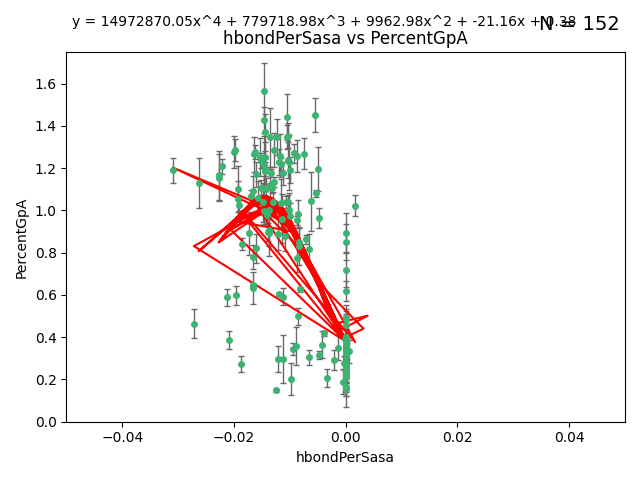 y = 14972870.05x^4 + 779718.98x^3 + 9962.98x^2 + -21.16x + 0.38
N = 152
hbondPerSasa vs PercentGpA
1.6
1.4
1.2
1.0
0.8
0.6
0.4
0.2
0.0
PercentGpA
−0.04
−0.02
0.00
0.02
0.04
hbondPerSasa